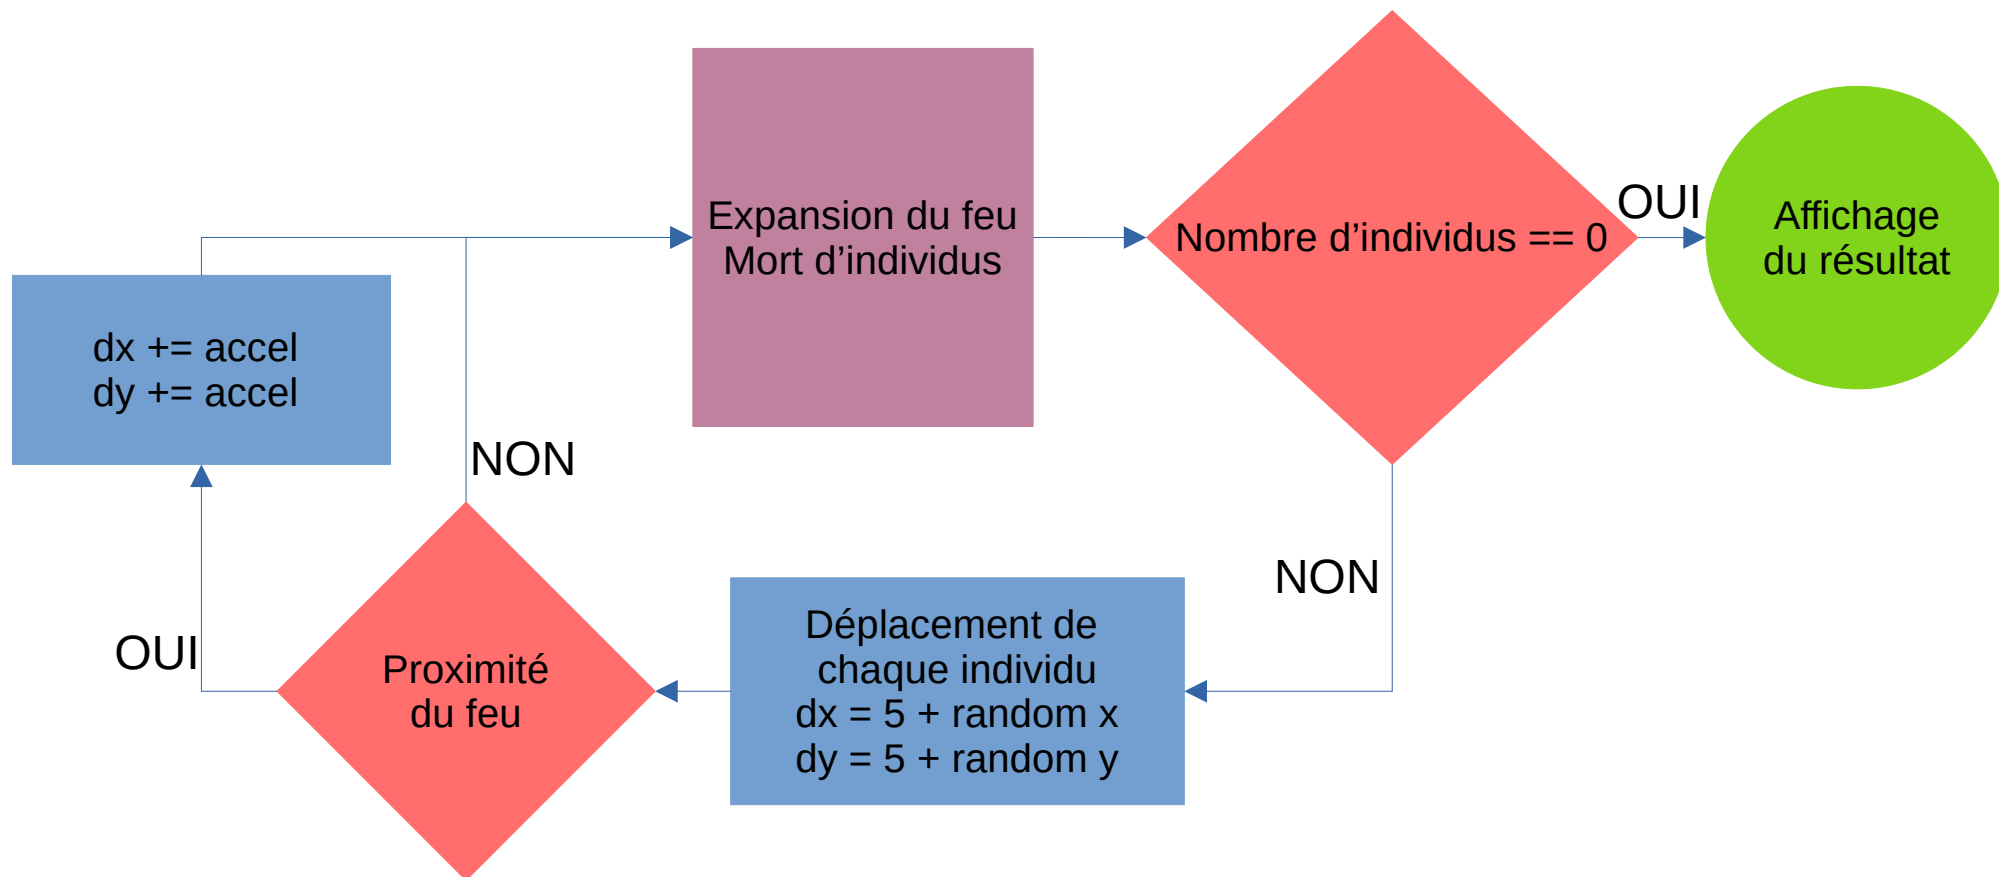 Expansion du feu
Mort d’individus
Nombre d’individus == 0
OUI
Affichage
du résultat
dx += accel
dy += accel
NON
NON
OUI
Proximité
du feu
Déplacement de
chaque individu
dx = 5 + random x
dy = 5 + random y